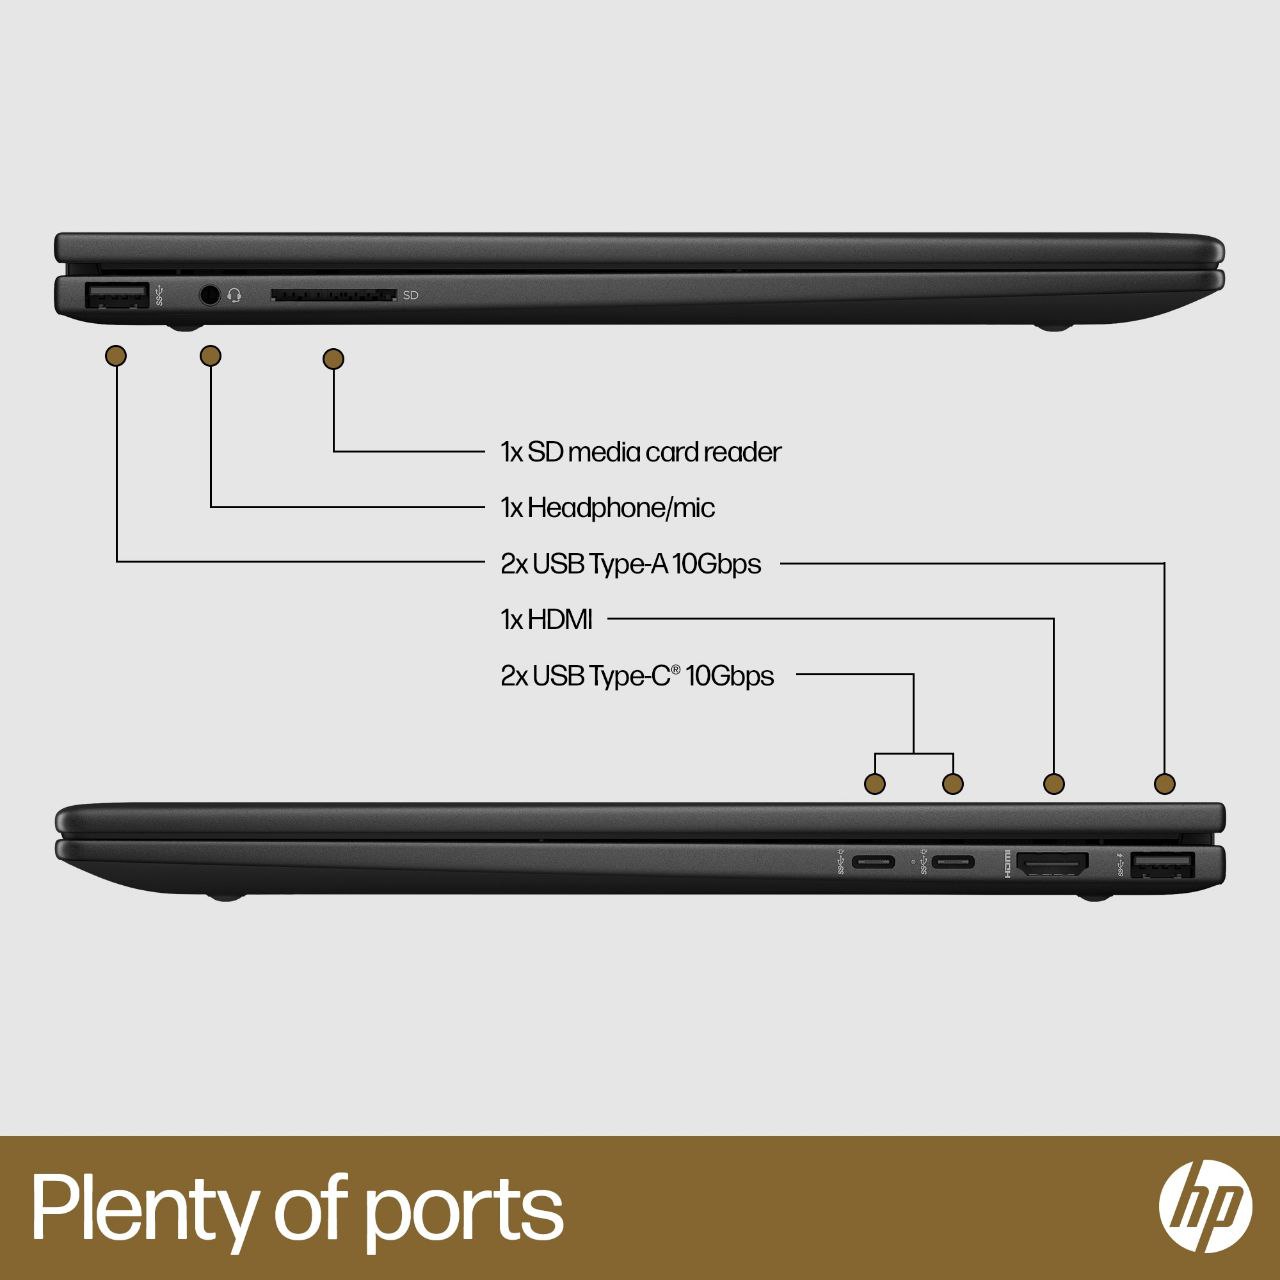 SD
1x SD media card reader
1x Headphone/mic
2x USB Type-A 10Gbps
1x HDMI
2x USB Type-C® 10Gbps
HDMI
Plenty of ports
hp